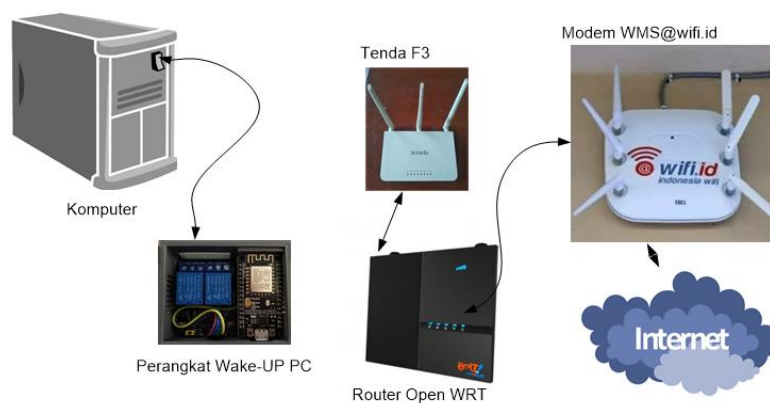 Modem WMS@wifi.id
Tenda F3
wifi.id
indonesia wifi
Komputer
Internet
BOLT!
Perangkat Wake-UP PC
Router Open WRT